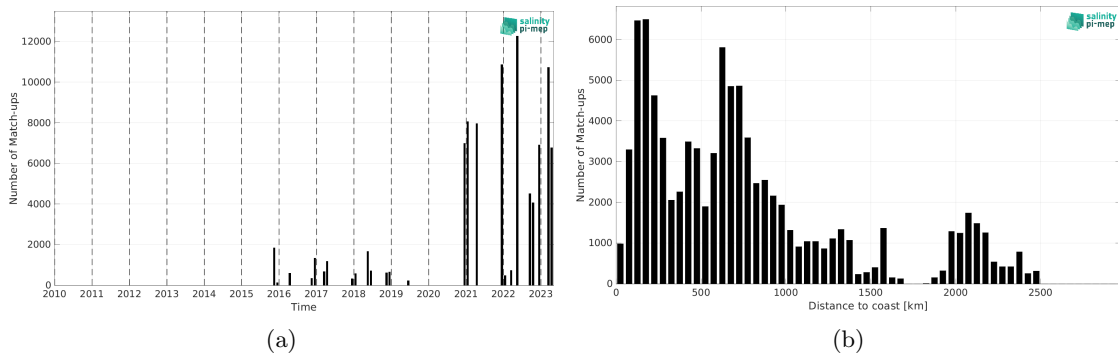 salinity
pi-mep
12000
10000
8000
6000
4000
2000
0
Number of Match-ups
2010 2011 2012 2013 2014 2015 2016 2017 2018 2019 2020 2021 2022 2023
Time
(a)
salinity
pi-mep
6000
5000
4000
3000
2000
1000
0
Number of Match-ups
0 500 1000 1500 2000 2500
Distance to coast [km]
(b)